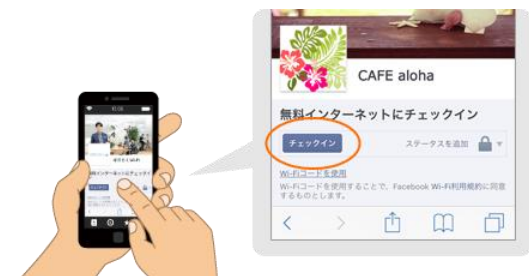 CAFE aloha
無料インターネットにチェックイン
チェックイン
ステータスを追加
Wi-Fiコードを使用
Wi-Fiコードを使用することで、Facebook Wi-Fi利用規約に同意
するものとします。